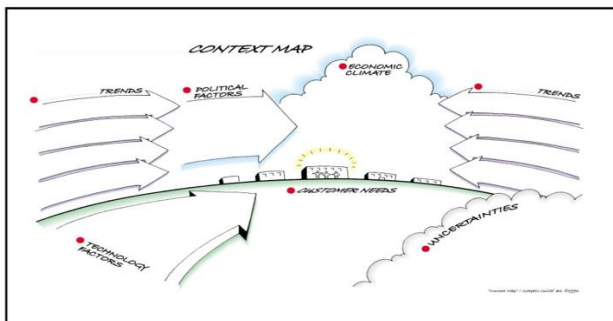 CONTEXT MAP
ECONOMIC
CLIMATE
TRENDS
POLITICAL
FACTORS
TRENDS
CUSTOMER NEEDS
TECHNOLOGY
FACTORS
UNCERTAINTIES